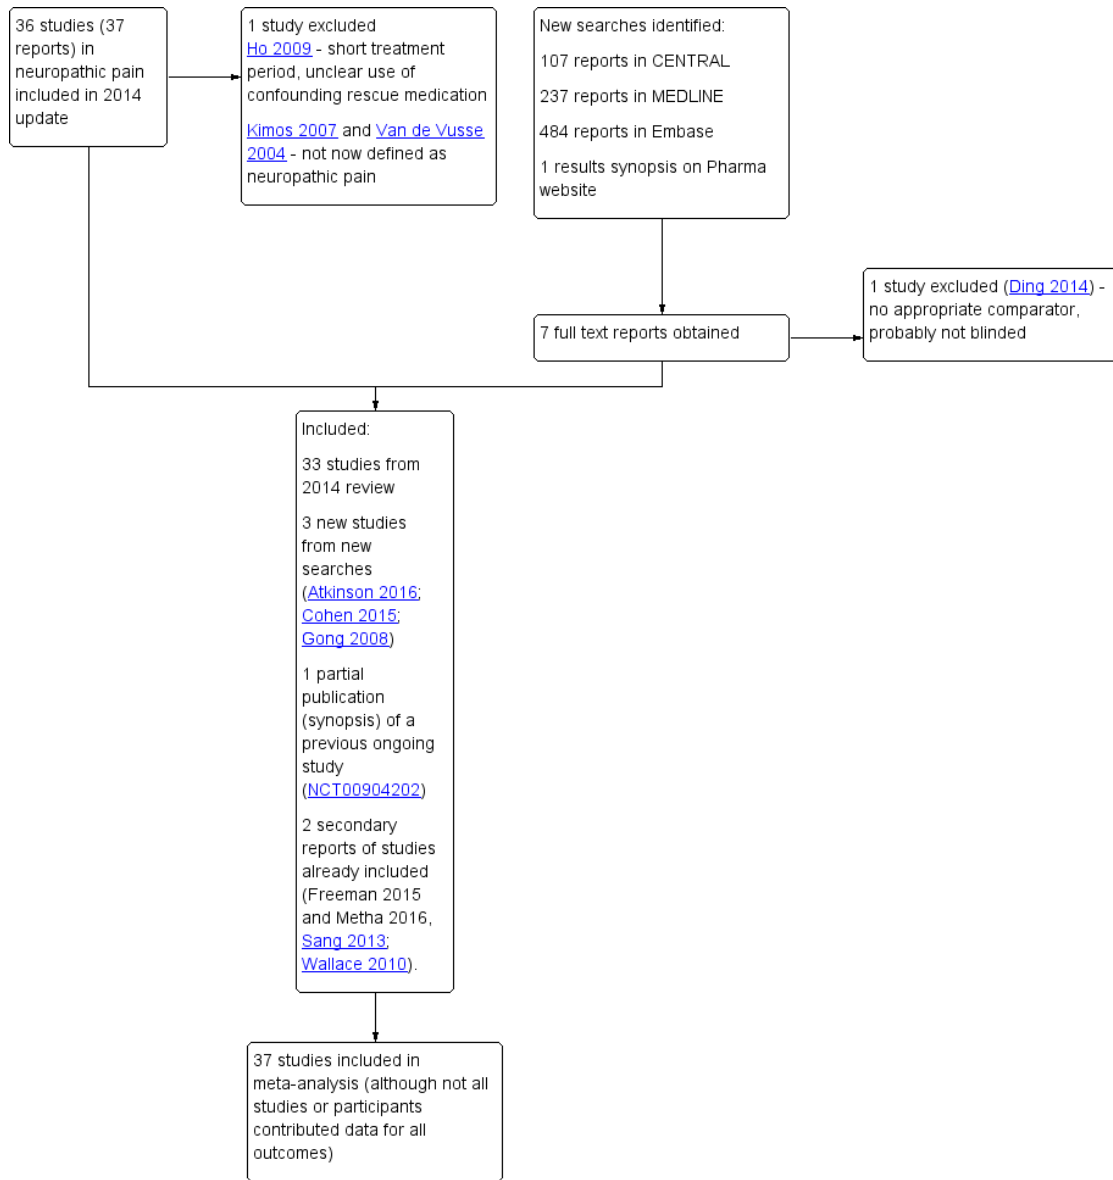 36 studies (37
reports) in
neuropathic pain
included in 2014
update
1 study excluded
Ho 2009 - short treatment
period, unclear use of
confounding rescue medication
Kimos 2007 and Van de Vusse
2004 - not now defined as
neuropathic pain
New searches identified:
107 reports in CENTRAL
237 reports in MEDLINE
484 reports in Embase
1 results synopsis on Pharma
website
7 full text reports obtained
1 study excluded (Ding 2014) -
no appropriate comparator,
probably not blinded
Included:
33 studies from
2014 review
3 new studies
from new
searches
(Atkinson 2016;
Cohen 2015;
Gong 2008)
1 partial
publication
(synopsis) of a
previous ongoing
study
(NCT00904202)
2 secondary
reports of studies
already included
(Freeman 2015
and Metha 2016,
Sang 2013;
Wallace 2010).
37 studies included in
meta-analysis (although not all
studies or participants
contributed data for all
outcomes)